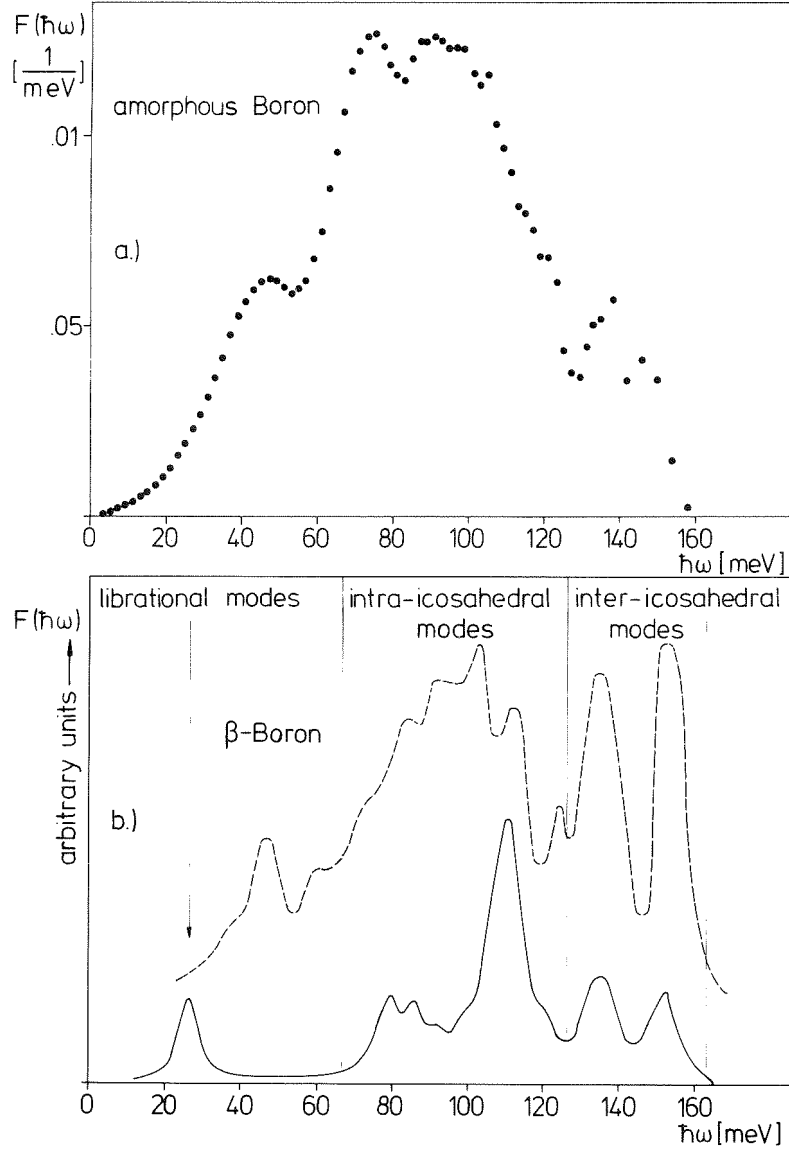 F(ħω)
[ 1/meV ]
amorphous Boron
.01
a.)
.05
0 20 40 60 80 100 120 140 160
ħω [meV]
librational modes
intra-icosahedral modes
inter-icosahedral modes
F(ħω)
arbitrary units
β-Boron
b.)
0 20 40 60 80 100 120 140 160
ħω [meV]